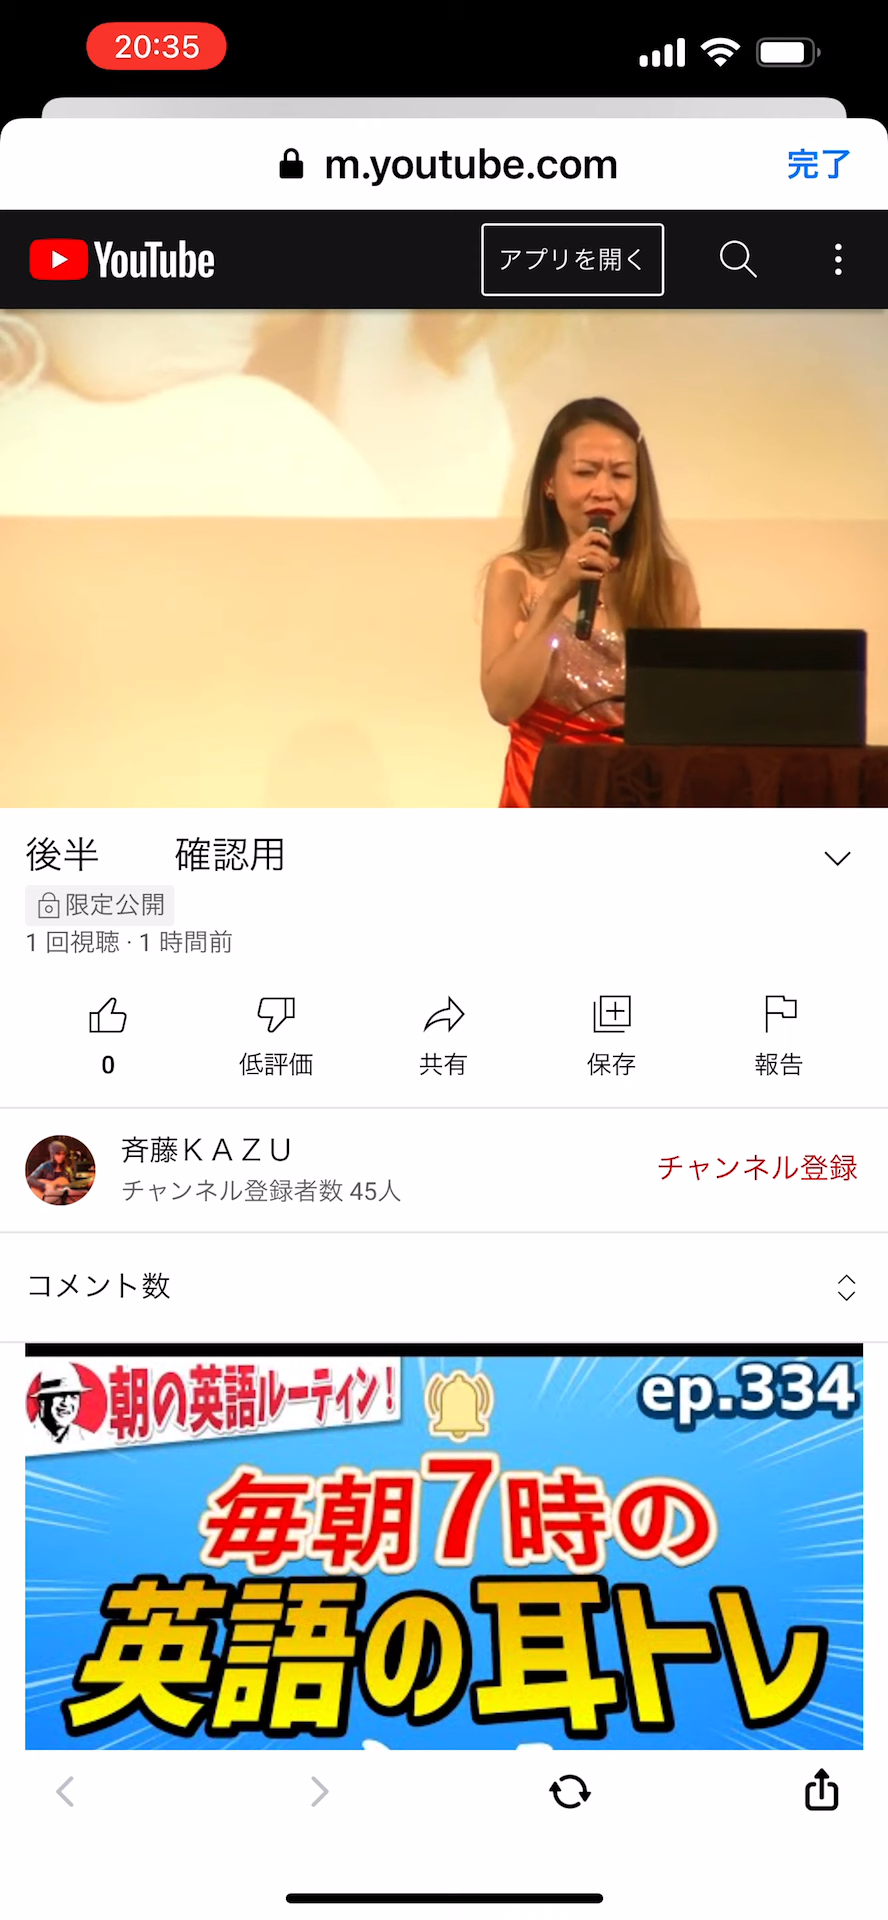 20:35
m.youtube.com
完了
YouTube
アプリを開く
後半　　確認用
限定公開
1 回視聴 · 1 時間前
0
低評価
共有
保存
報告
斉藤ＫＡＺＵ
チャンネル登録者数 45人
チャンネル登録
コメント数
朝の英語ルーティン！
ep.334
毎朝7時の
英語の耳トレ